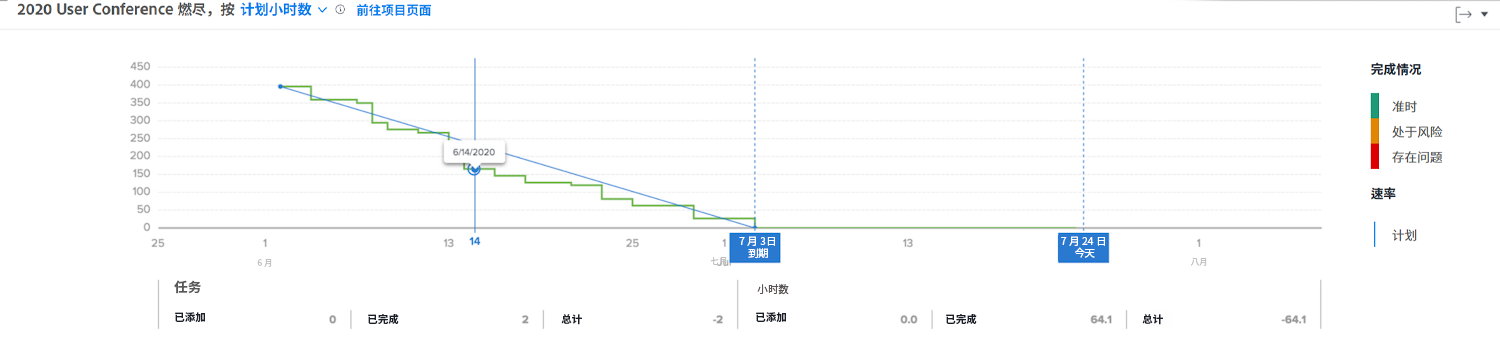 2020 User Conference 燃尽，按 计划小时数 前往项目页面
完成情况
准时
处于风险
存在问题
速率
计划
450
400
350
300
250
200
150
100
50
0
6/14/2020
25 1 13 14 25 1 13 1
6 月 七月 八月
7 月 3日
到期
7 月 24 日
今天
任务
已添加 0 已完成 2 总计 -2
小时数
已添加 0.0 已完成 64.1 总计 -64.1